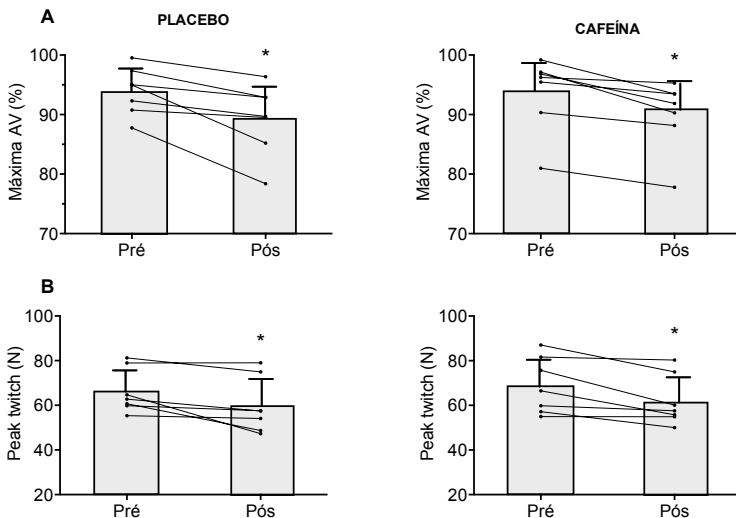 A
PLACEBO
CAFEÍNA
Máxima AV (%)
100
90
80
70
*
Pré
Pós
Máxima AV (%)
100
90
80
70
*
Pré
Pós
B
Peak twitch (N)
100
80
60
40
20
*
Pré
Pós
Peak twitch (N)
100
80
60
40
20
*
Pré
Pós